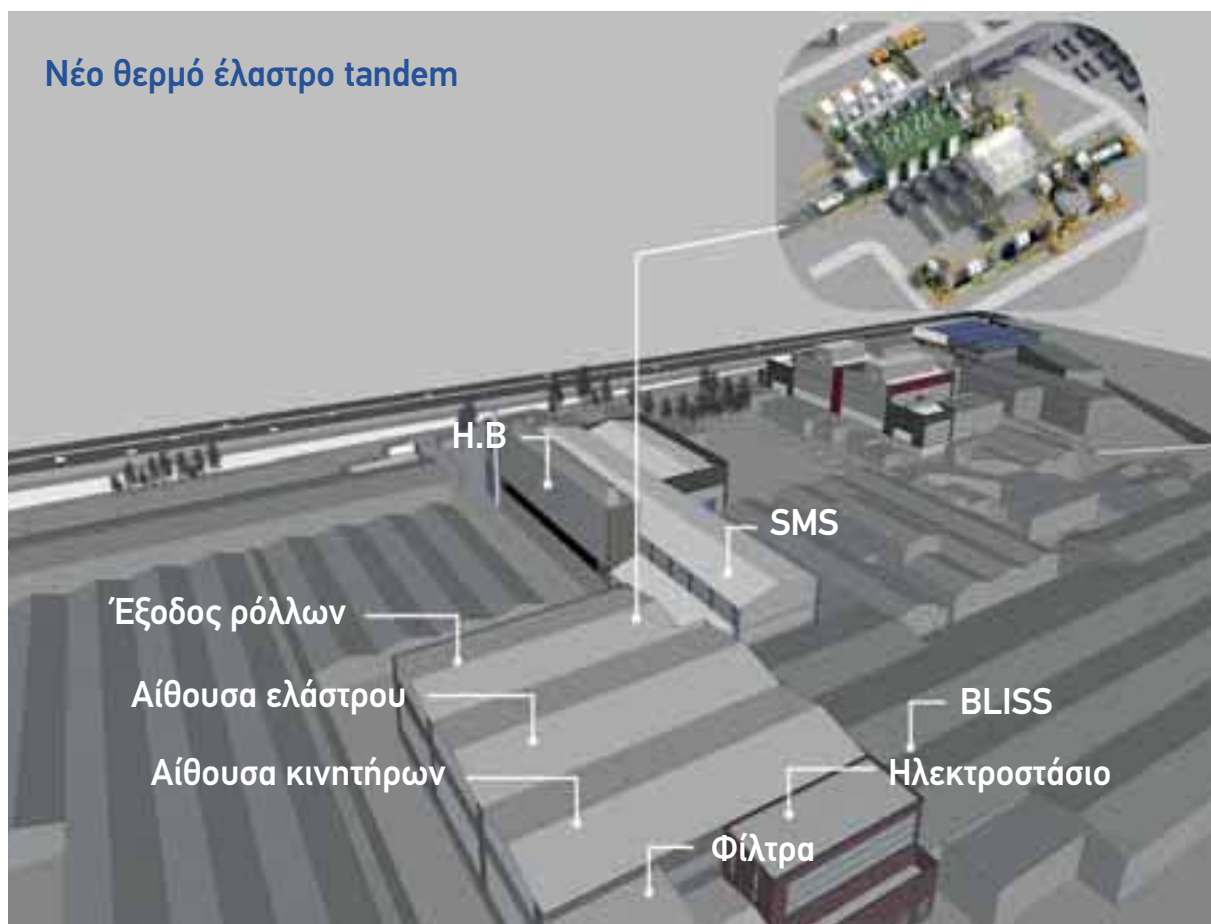 Νέο θερμό έλαστρο tandem
H.B
SMS
Έξοδος ρόλλων
Αίθουσα ελάστρου
BLISS
Αίθουσα κινητήρων
Ηλεκτροστάσιο
Φίλτρα